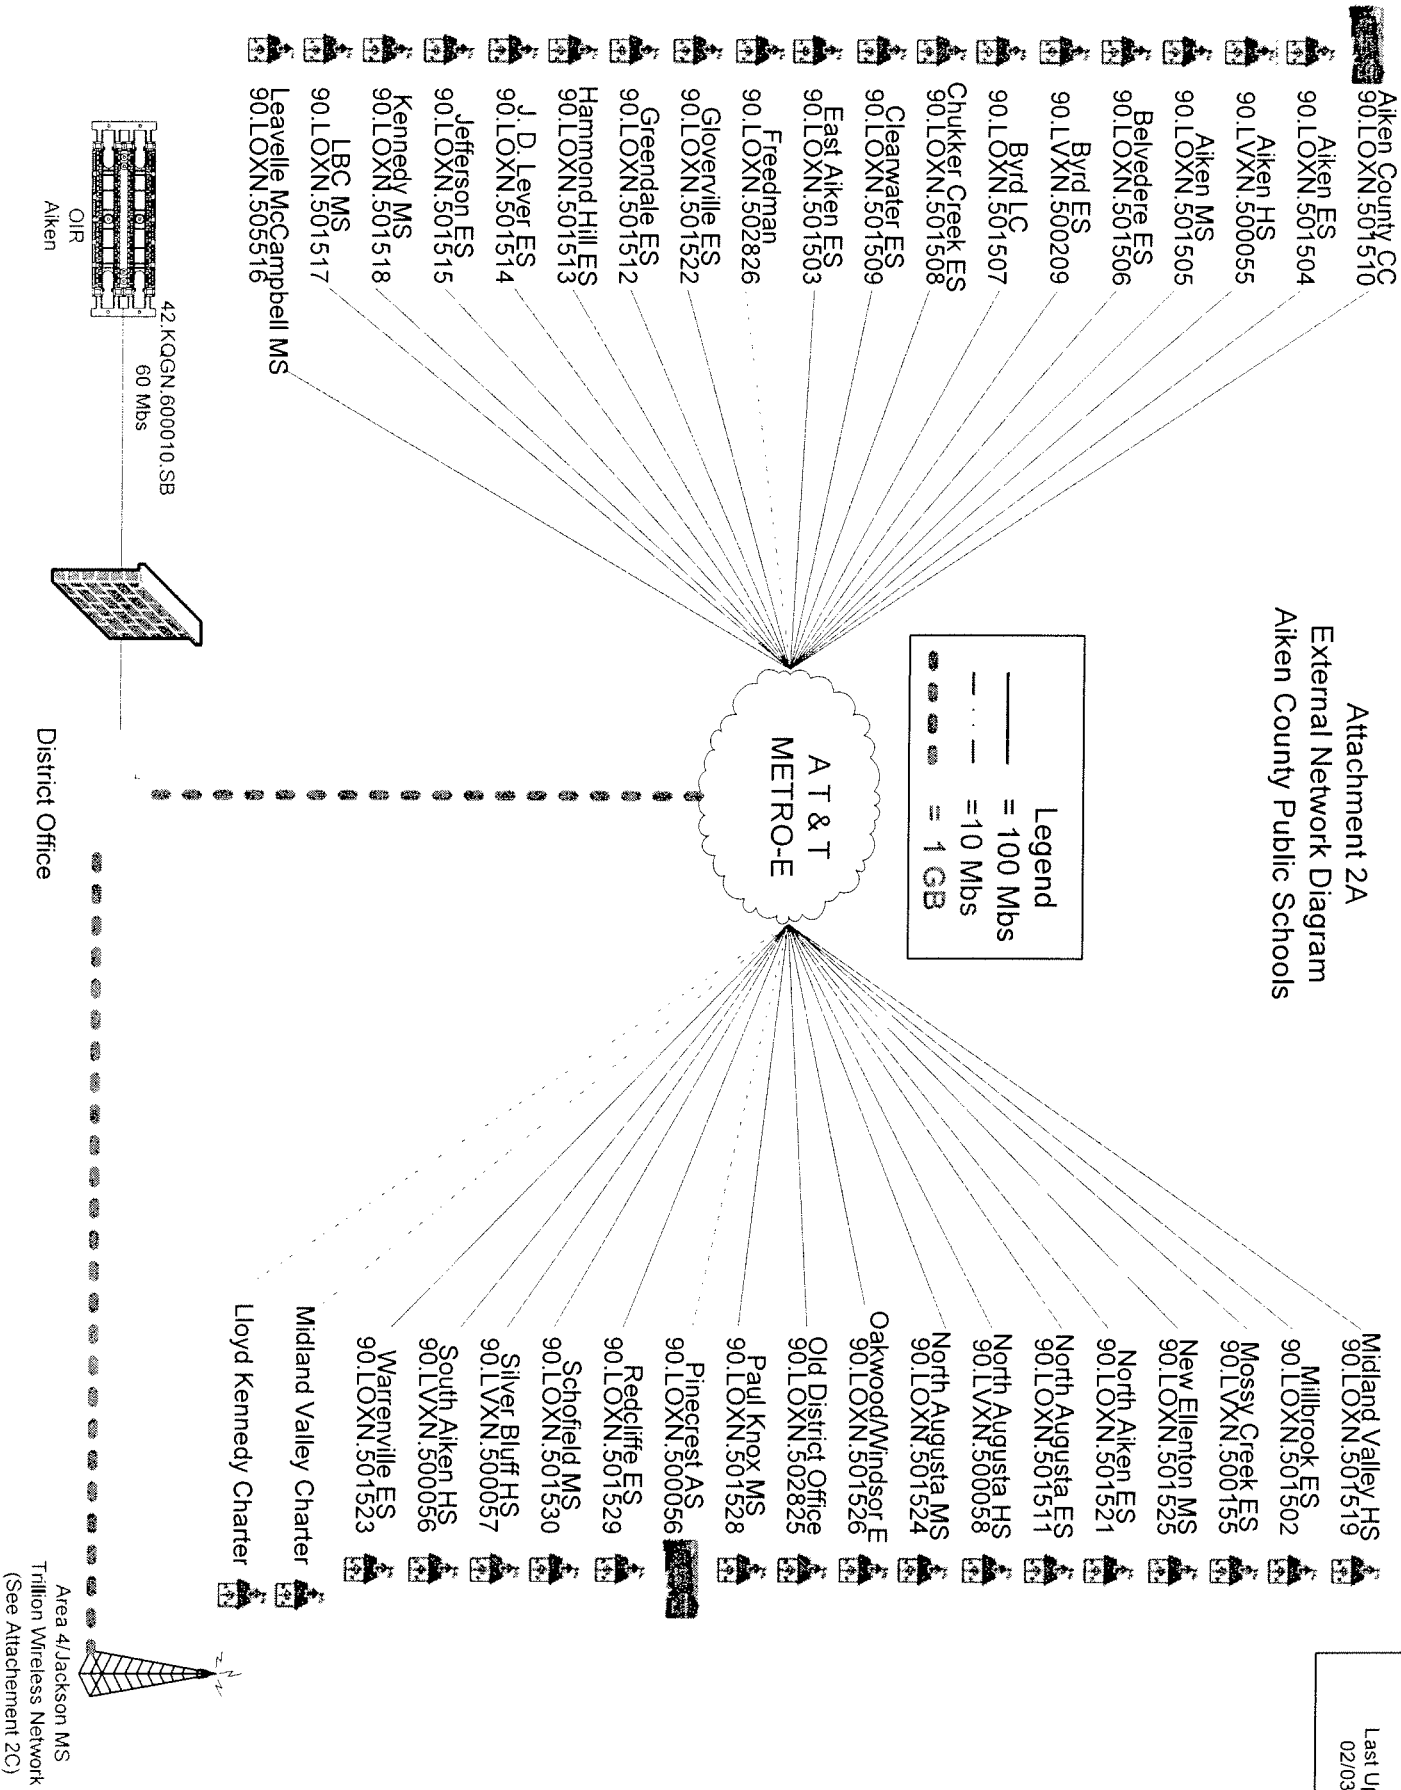 Attachment 2A
External Network Diagram
Aiken County Public Schools
Last
02/03
Legend
= 100 Mbs
=10 Mbs
= 1 GB
A T & T
METRO-E
Aiken County CC
90.LOXN.501510
Aiken ES
90.LOXN.501504
Aiken HS
90.LVXN.500055
Aiken MS
90.LOXN.501505
Belvedere ES
90.LOXN.501506
Byrd ES
90.LVXN.500209
Byrd LC
90.LOXN.501507
Chukker Creek ES
90.LOXN.501508
Clearwater ES
90.LOXN.501509
East Aiken ES
90.LOXN.501503
Freedman
90.LOXN.502826
Gloverville ES
90.LOXN.501522
Greendale ES
90.LOXN.501512
Hammond Hill ES
90.LOXN.501513
J. D. Lever ES
90.LOXN.501514
Jefferson ES
90.LOXN.501515
Kennedy MS
90.LOXN.501518
LBC MS
90.LOXN.501517
Leavelle McCampbell MS
90.LOXN.505516
Midland Valley HS
90.LOXN.501519
Millbrook ES
90.LOXN.501502
Mossy Creek ES
90.LVXN.500155
New Ellenton MS
90.LOXN.501525
North Aiken ES
90.LOXN.501521
North Augusta ES
90.LOXN.501511
North Augusta HS
90.LVXN.500058
North Augusta MS
90.LOXN.501524
Oakwood/Windsor E
90.LOXN.501526
Old District Office
90.LOXN.502825
Paul Knox MS
90.LOXN.501528
Pinecrest AS
90.LOXN.500056
Redcliffe ES
90.LOXN.501529
Schofield MS
90.LOXN.501530
Silver Bluff HS
90.LVXN.500057
South Aiken HS
90.LVXN.500056
Warrenville ES
90.LOXN.501523
Midland Valley Charter
Lloyd Kennedy Charter
42.KQGN.600010.SB
60 Mbs
OIR
Aiken
District Office
Area 4/Jackson MS
Trillion Wireless Network
(See Attachement 2C)